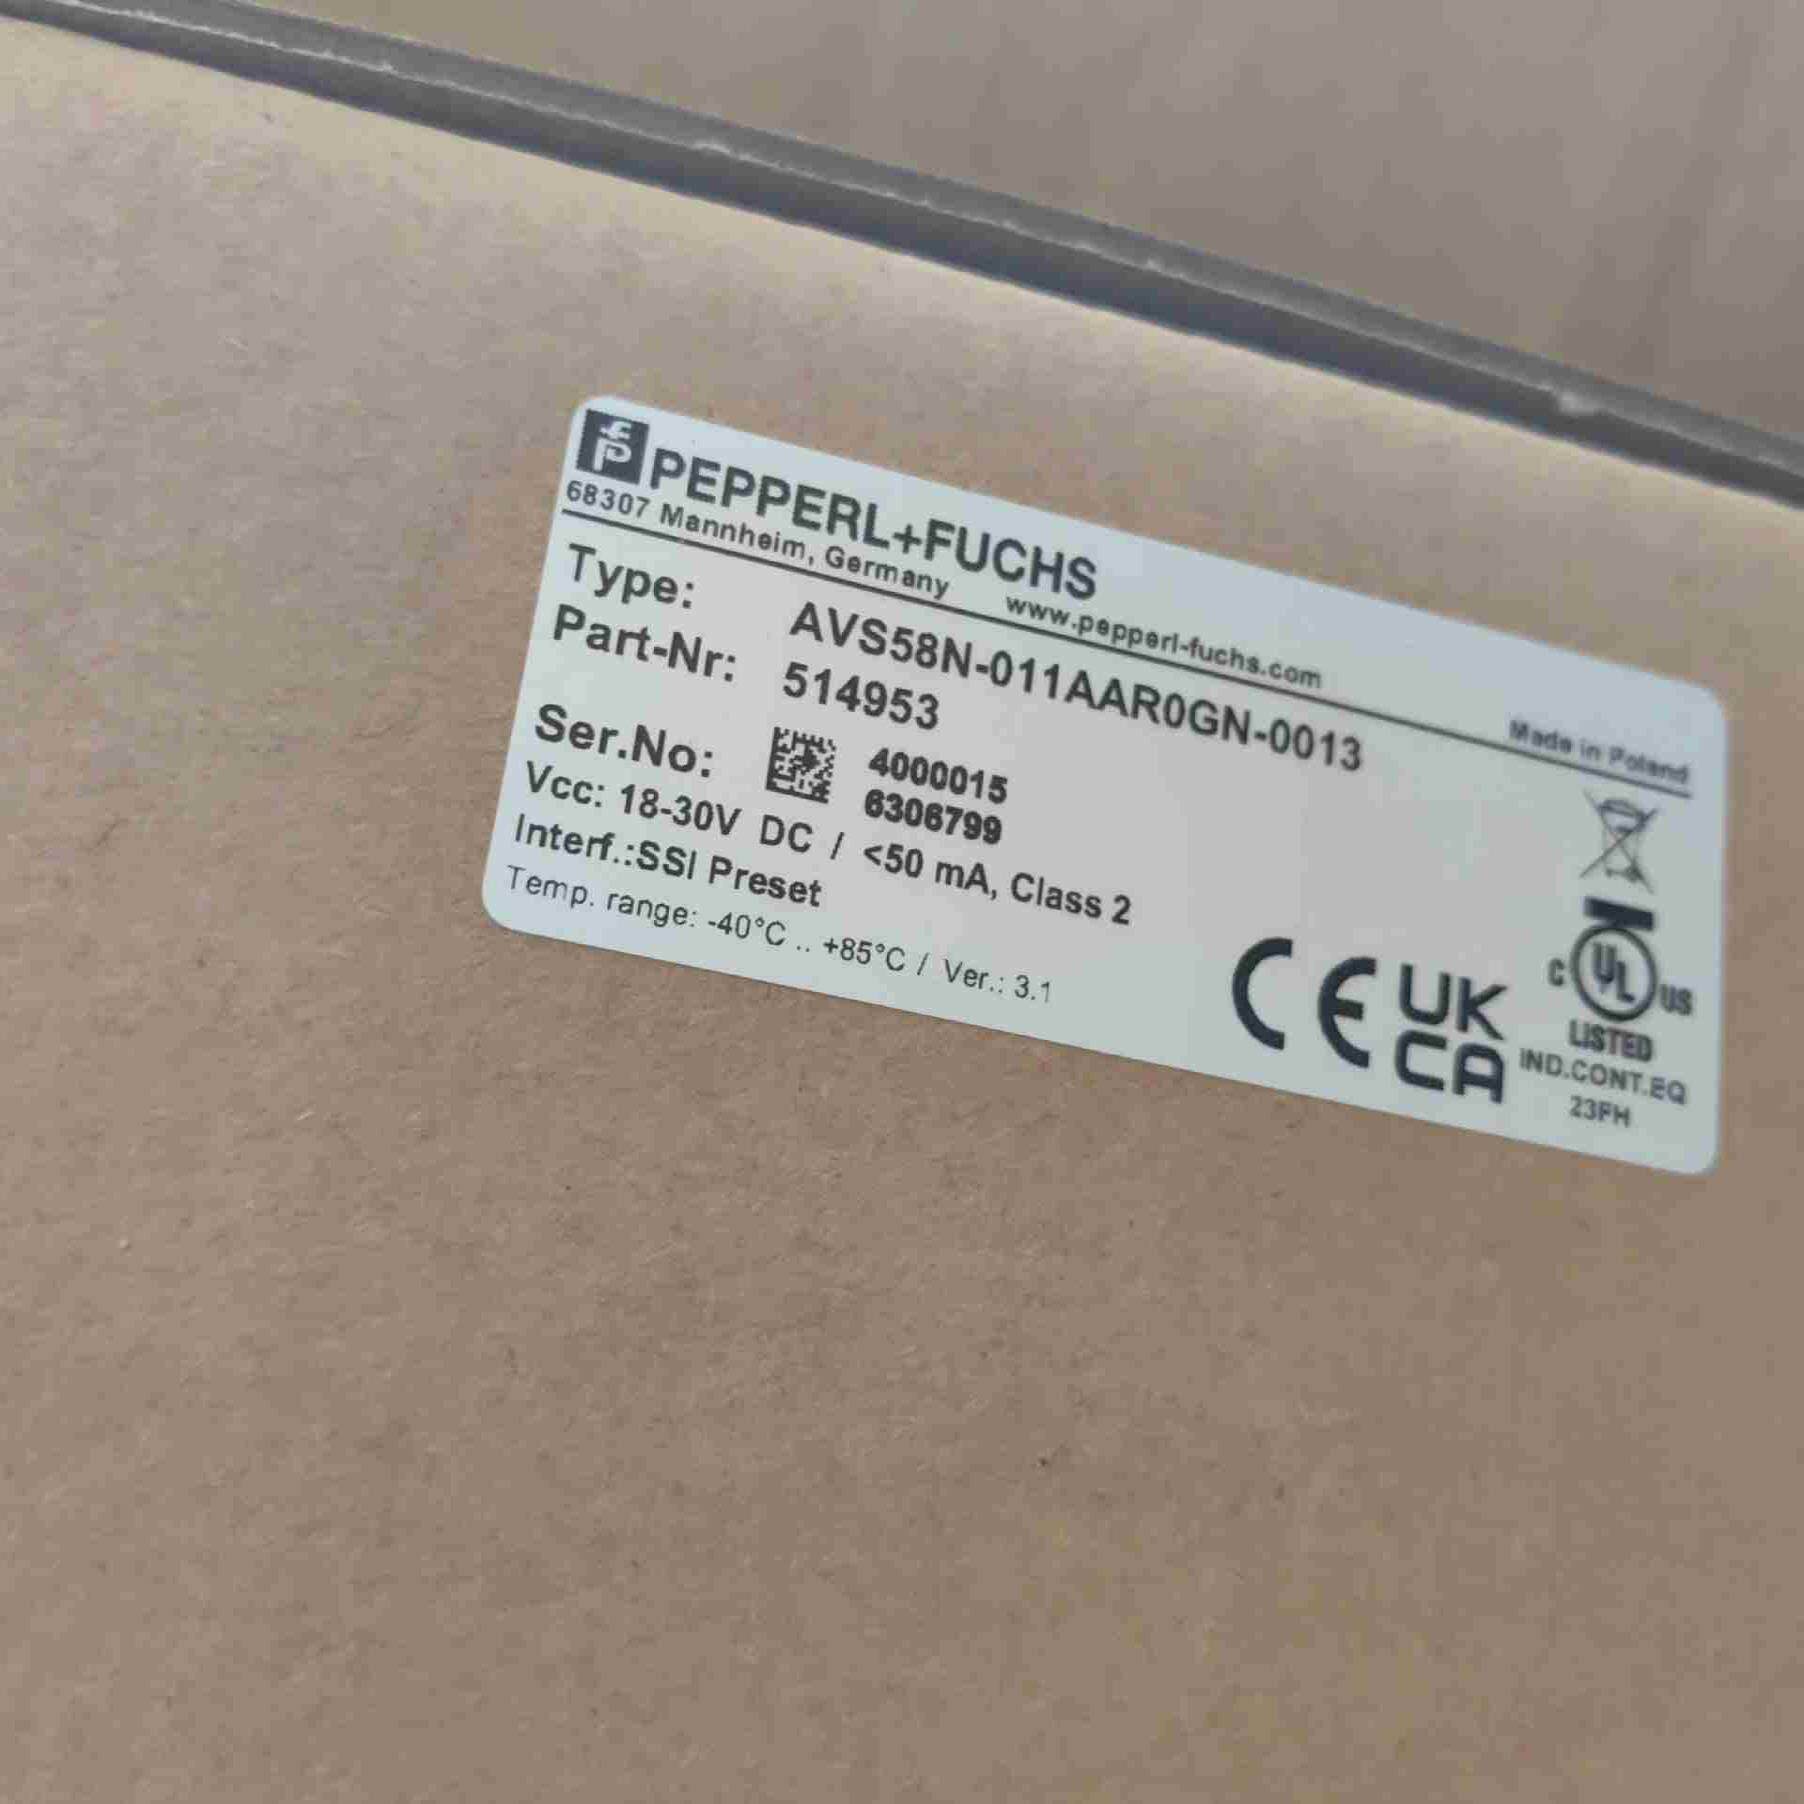 PEPPERL+FUCHS
68307 Mannheim, Germany www.pepperl-fuchs.com
Made in Poland
Type: AVS58N-011AAR0GN-0013
Part-Nr: 514953
Ser.No: 4000015
6306799
Vcc: 18-30V DC / <50 mA, Class 2
Interf.:SSI Preset
Temp. range: -40°C .. +85°C / Ver.: 3.1
CE
UK
CA
C UL US
LISTED
IND.CONT.EQ
23FH